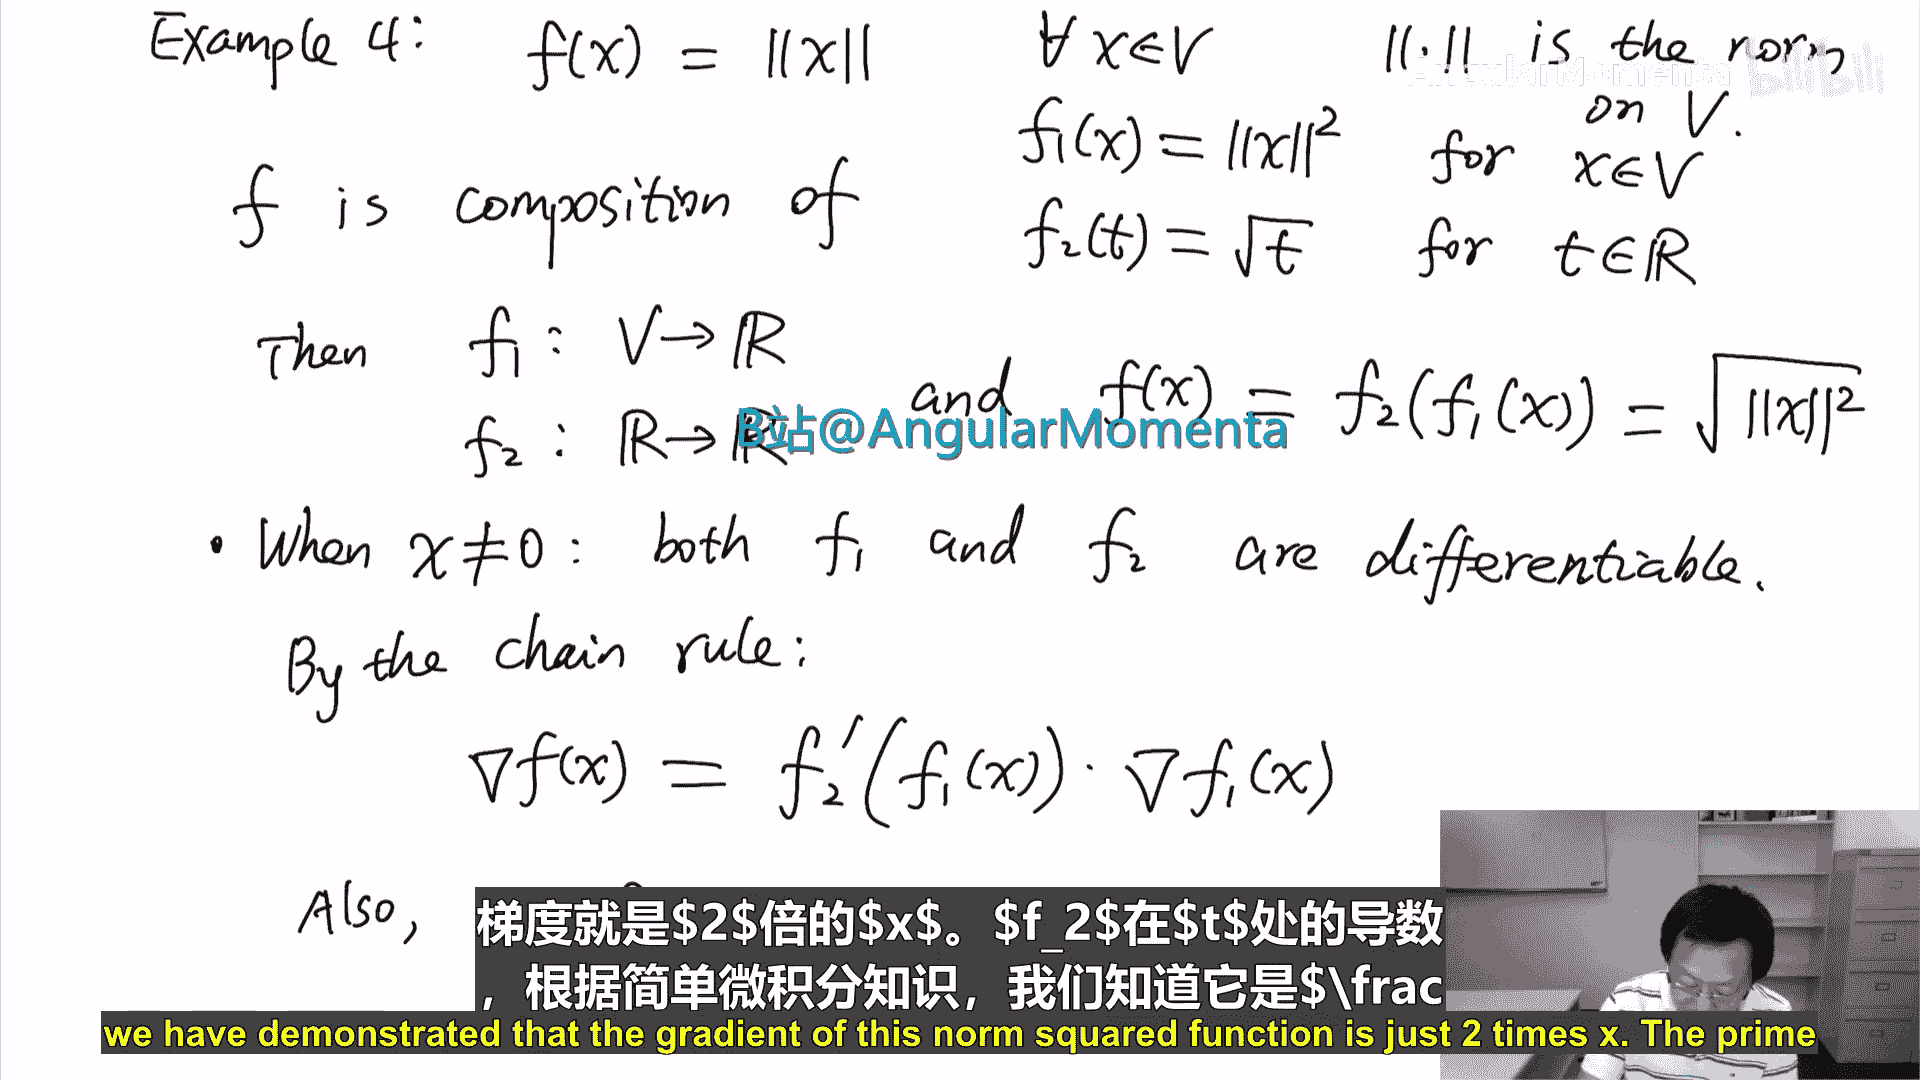 Example 4: f(x) = ||x|| ∀ x∈V ||·|| is the norm
AngularMomenta bilibili
on V.
f₁(x) = ||x||² for x∈V
f is composition of
f₂(t) = √t for t∈ℝ
Then f₁ : V→ℝ
and f(x) = f₂(f₁(x)) = √||x||²
f₂ : ℝ→ℝ
B站@AngularMomenta
• When x≠0 : both f₁ and f₂ are differentiable.
By the chain rule:
∇f(x) = f₂′(f₁(x)) · ∇f₁(x)
Also,
梯度就是$2$倍的$x$。$f_2$在$t$处的导数
，根据简单微积分知识，我们知道它是$\frac
we have demonstrated that the gradient of this norm squared function is just 2 times x. The prime